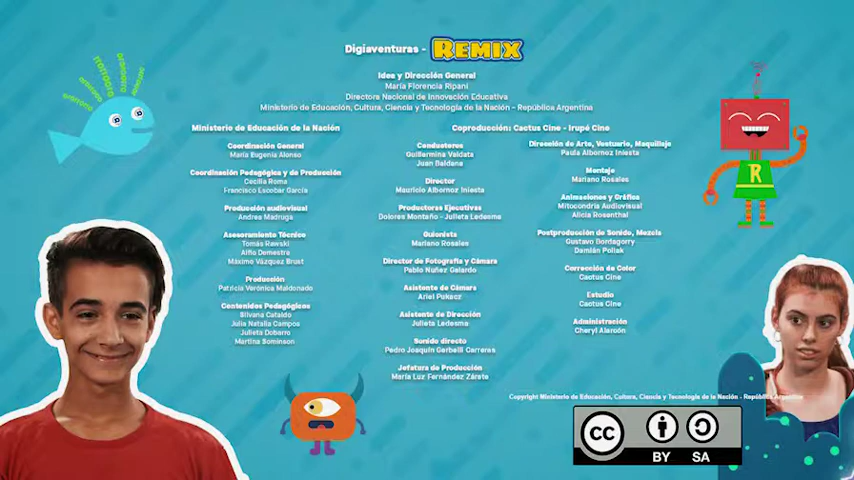 Digiaventuras - REMIX
Idea y Dirección General
María Florencia Ripani
Directora Nacional de Innovación Educativa
Ministerio de Educación, Cultura, Ciencia y Tecnología de la Nación - República Argentina
Ministerio de Educación de la Nación
Coordinación General
María Eugenia Alonso
Coordinación Pedagógica y de Producción
Cecilia Roma
Francisco Escobar García
Producción audiovisual
Andrea Madruga
Asesoramiento Técnico
Tomás Rawski
Alfio Demestre
Máximo Vázquez Brust
Producción
Patricia Verónica Maldonado
Contenidos Pedagógicos
Silvana Cataldo
Julia Natalia Campos
Julieta Dobarro
Martina Sominson
Coproducción: Cactus Cine - Irupé Cine
Conductores
Guillermina Valdata
Juan Baldana
Director
Mauricio Albornoz Iniesta
Productoras Ejecutivas
Dolores Montaño - Julieta Ledesma
Guionista
Mariano Rosales
Director de Fotografía y Cámara
Pablo Nuñez Galardo
Asistente de Cámara
Ariel Pukacz
Asistente de Dirección
Julieta Ledesma
Sonido directo
Pedro Joaquín Gerbelli Carreras
Jefatura de Producción
María Luz Fernández Zárate
Dirección de Arte, Vestuario, Maquillaje
Paula Albornoz Iniesta
Montaje
Mariano Rosales
Animaciones y Gráfica
Mitocondria Audiovisual
Alicia Rosenthal
Postproducción de Sonido, Mezcla
Gustavo
Damián Poliak
Corrección de Color
Cactus Cine
Estudio
Cactus Cine
Administración
Cheryl Alarcón
R
Copyright Ministerio de Educación, Cultura, Ciencia y Tecnología de la Nación - República Argentina
CC
BY SA